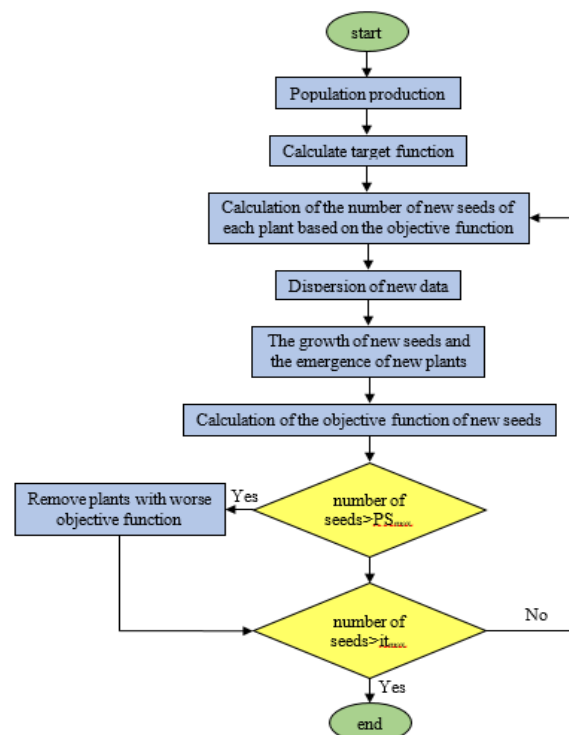 start
Population production
Calculate target function
Calculation of the number of new seeds of
each plant based on the objective function
Dispersion of new data
The growth of new seeds and
the emergence of new plants
Calculation of the objective function of new seeds
Yes
Remove plants with worse
objective function
number of
seeds>PSmax
number of
seeds>itmax
No
Yes
end